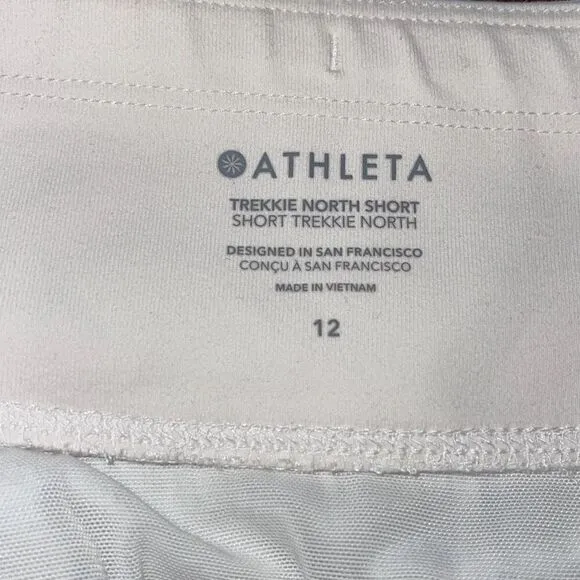 ATHLETA
TREKKIE NORTH SHORT
SHORT TREKKIE NORTH
DESIGNED IN SAN FRANCISCO
CONÇU À SAN FRANCISCO
MADE IN VIETNAM
12